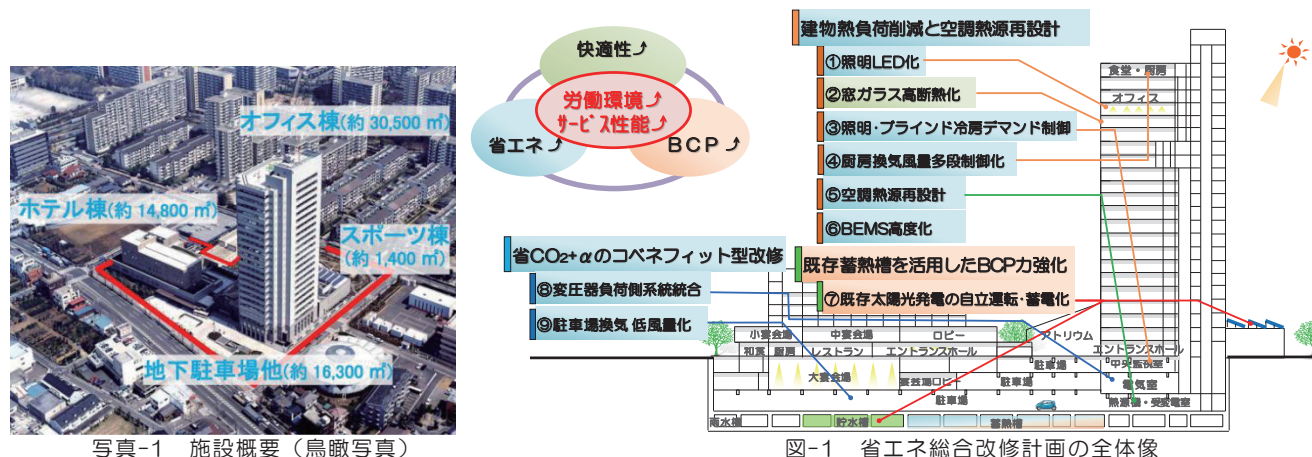 オフィス棟(約 30,500 ㎡)
ホテル棟(約 14,800 ㎡)
スポーツ棟
(約 1,400 ㎡)
地下駐車場他(約 16,300 ㎡)
写真-1 施設概要（鳥瞰写真）
快適性⤴
労働環境⤴
サービス性能⤴
省エネ⤴
BCP⤴
建物熱負荷削減と空調熱源再設計
①照明LED化
②窓ガラス高断熱化
③照明・ブラインド冷房デマンド制御
④厨房換気風量多段制御化
⑤空調熱源再設計
⑥BEMS高度化
省CO2+αのコベネフィット型改修
⑧変圧器負荷側系統統合
⑨駐車場換気 低風量化
既存蓄熱槽を活用したBCP力強化
⑦既存太陽光発電の自立運転・蓄電化
食堂・厨房
オフィス
小宴会場 中宴会場 ロビー アトリウム
和食 厨房 レストラン エントランスホール エントランスホール
駐車場 中央監視室
大宴会場 宴会場ロビー 駐車場 電気室
駐車場 熱源機・受変電室
雨水槽 貯水槽 蓄熱槽
図-1 省エネ総合改修計画の全体像